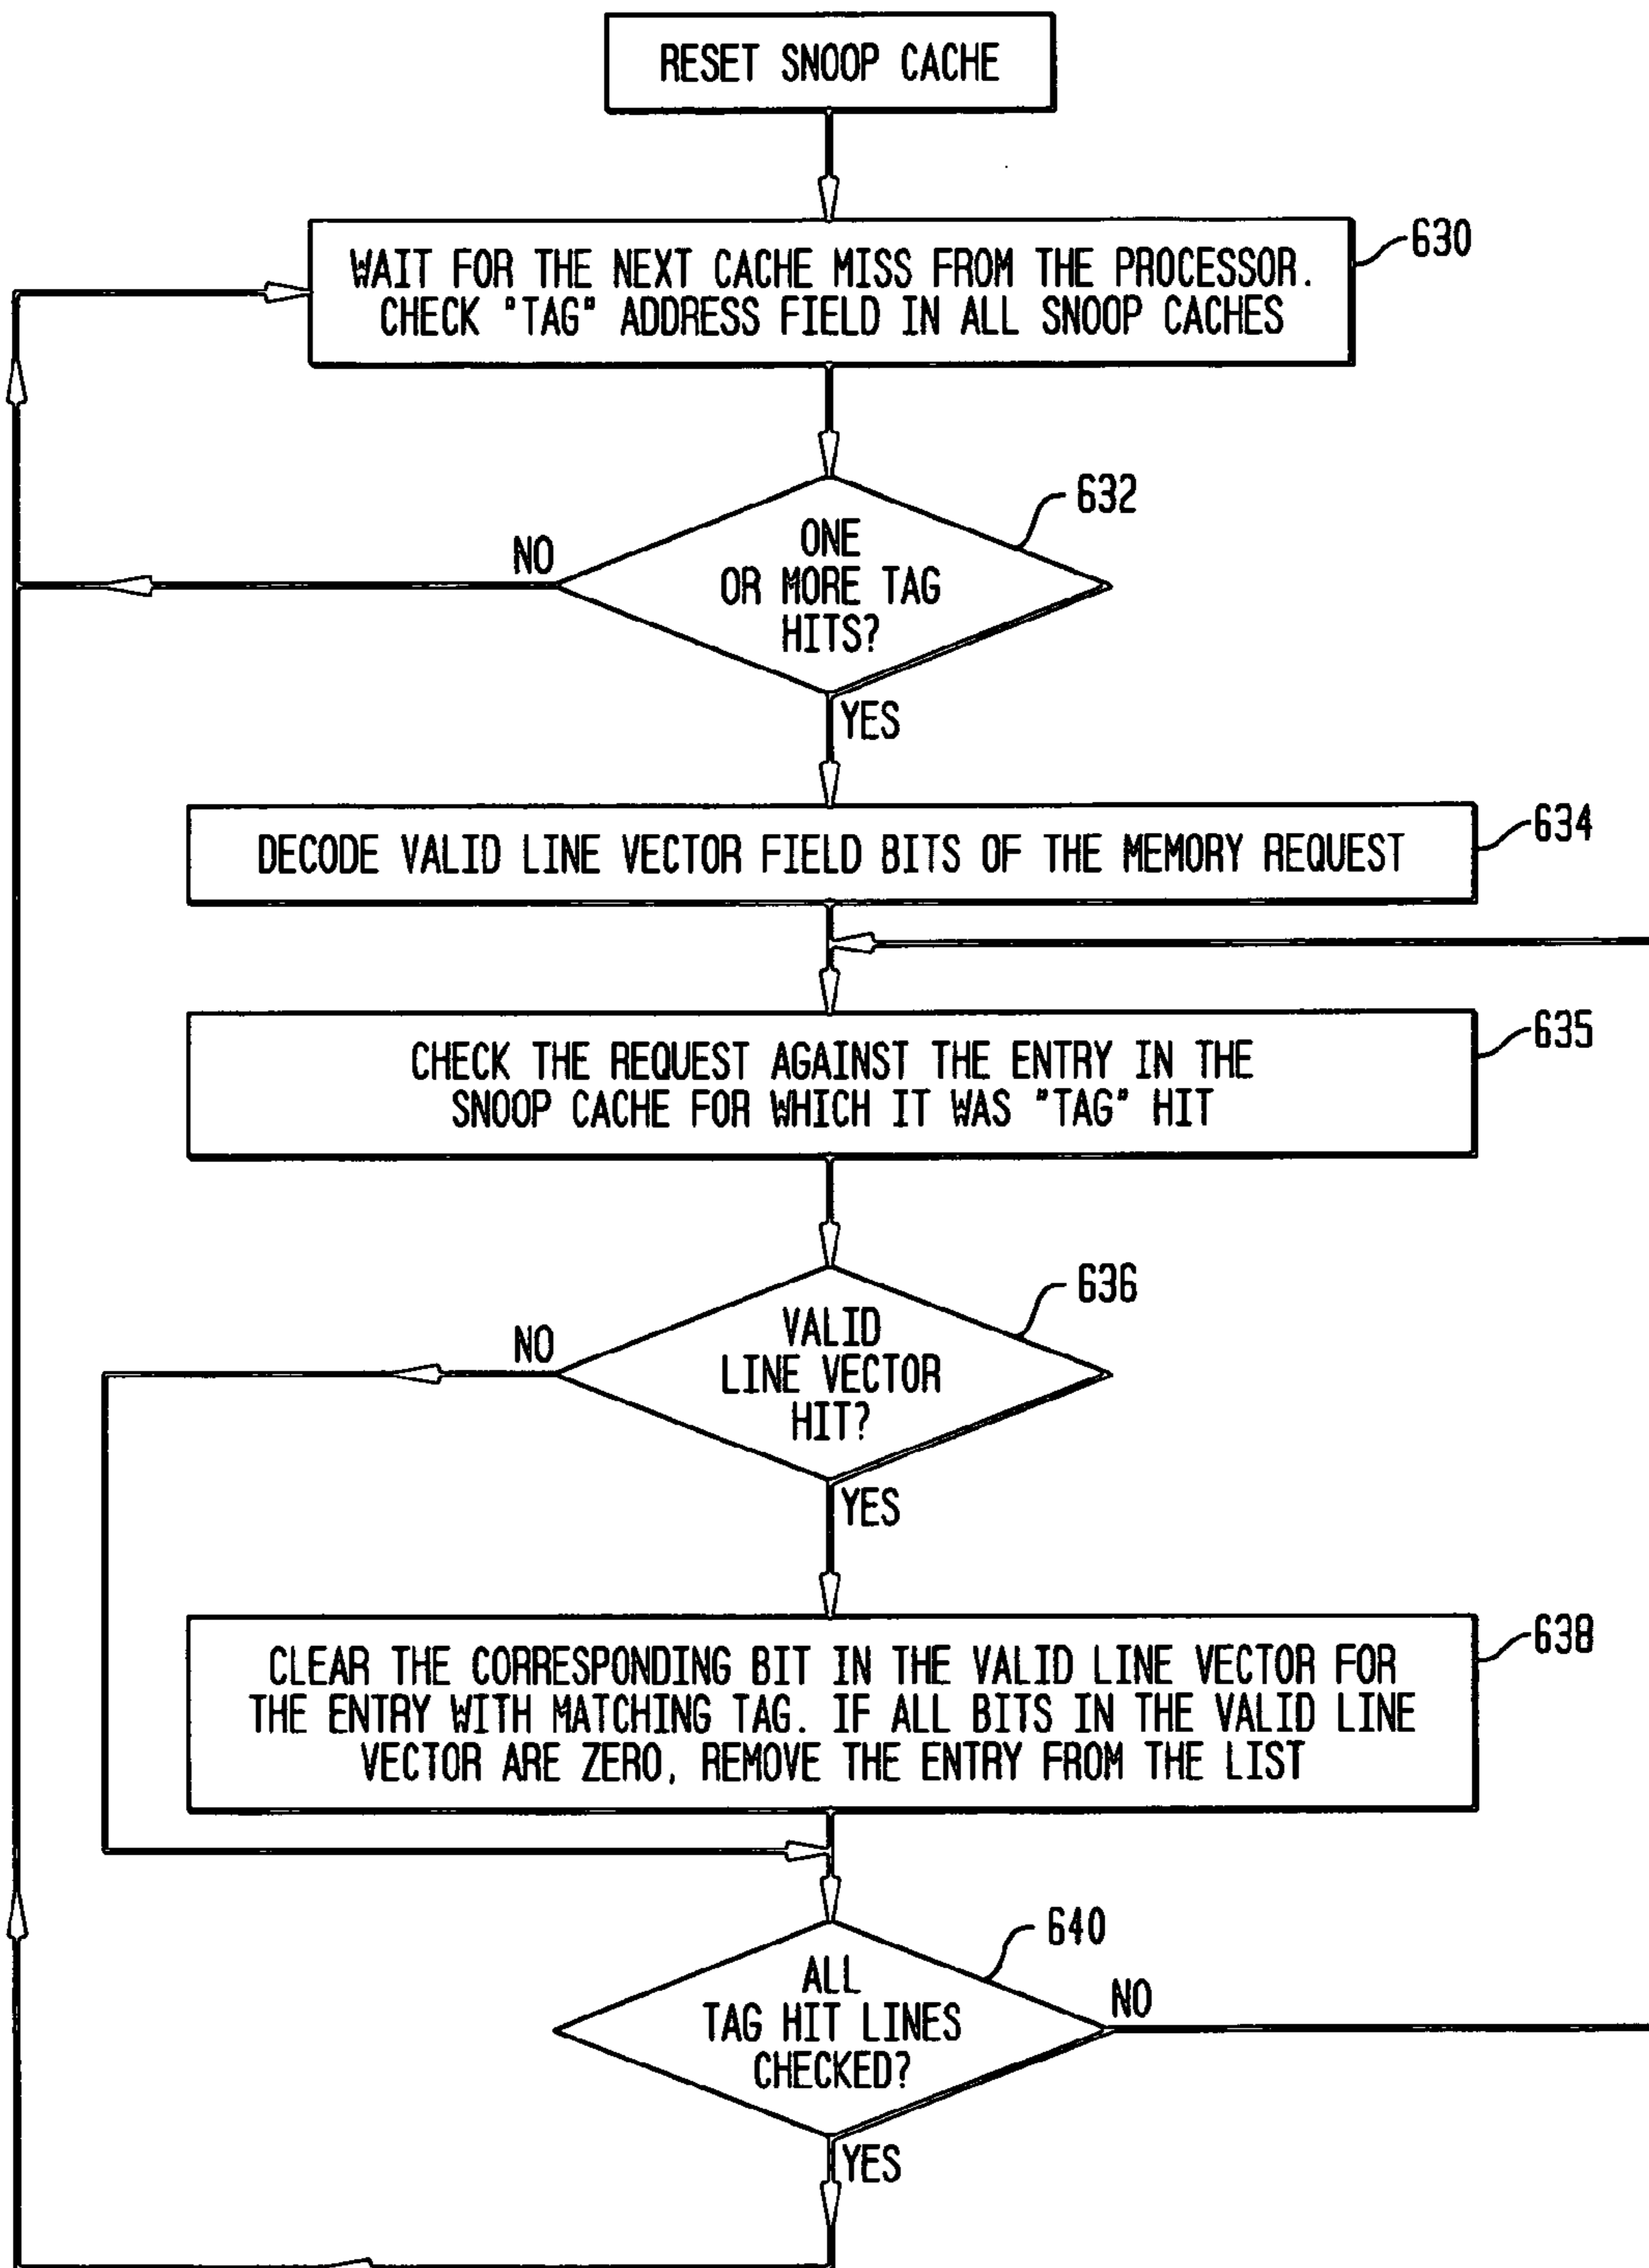 RESET SNOOP CACHE
630
WAIT FOR THE NEXT CACHE MISS FROM THE PROCESSOR.
CHECK "TAG" ADDRESS FIELD IN ALL SNOOP CACHES
632
NO
ONE
OR MORE TAG
HITS?
YES
634
DECODE VALID LINE VECTOR FIELD BITS OF THE MEMORY REQUEST
635
CHECK THE REQUEST AGAINST THE ENTRY IN THE
SNOOP CACHE FOR WHICH IT WAS "TAG" HIT
636
NO
VALID
LINE VECTOR
HIT?
YES
638
CLEAR THE CORRESPONDING BIT IN THE VALID LINE VECTOR FOR
THE ENTRY WITH MATCHING TAG. IF ALL BITS IN THE VALID LINE
VECTOR ARE ZERO, REMOVE THE ENTRY FROM THE LIST
640
ALL
TAG HIT LINES
CHECKED?
NO
YES